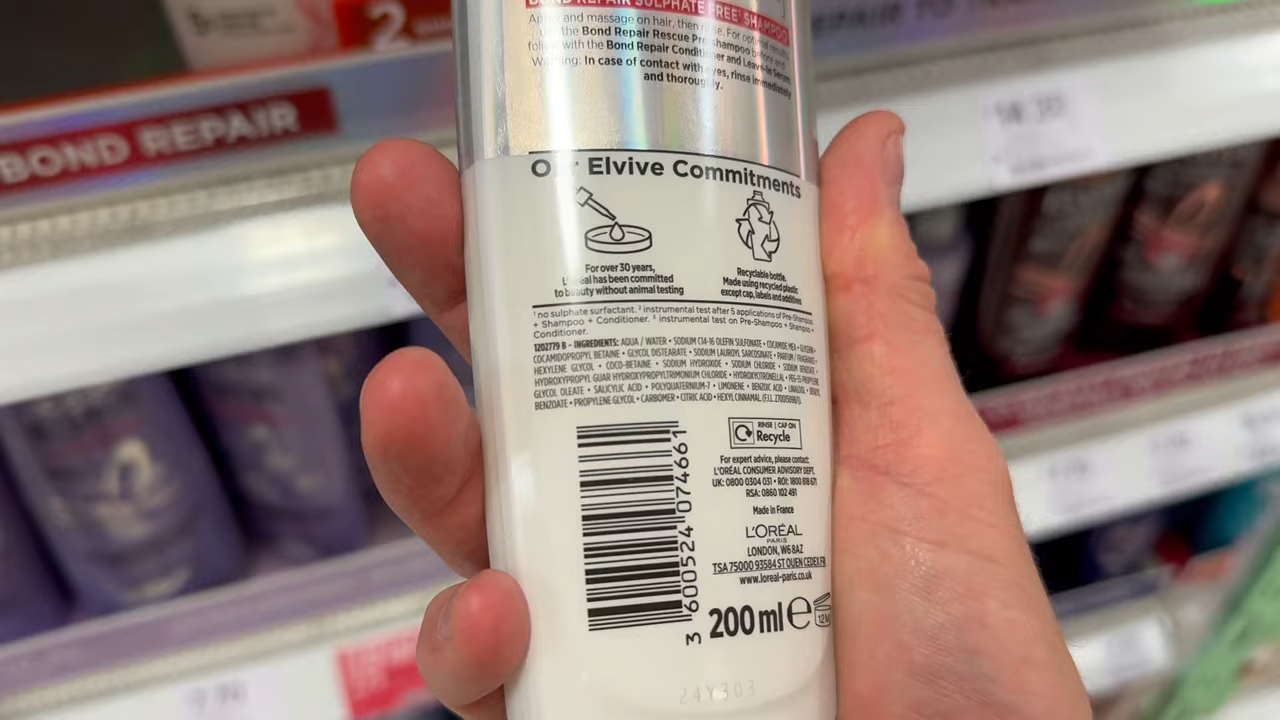 2
BOND REPAIR
BOND REPAIR SULPHATE FREE¹ SHAMPOO
and massage on hair, then For optimal results,
the Bond Repair Rescue Pre-shampoo before and
with the Bond Repair Conditioner and Leave-In Serum.
Warning: In case of contact with eyes, rinse immediately
and thoroughly.
Our Elvive Commitments
For over 30 years,
L'Oréal has been committed
to beauty without animal testing
Recyclable bottle.
Made using recycled plastic,
except cap, labels and additives
¹ no sulphate surfactant. ² instrumental test after 5 applications of Pre-Shampoo
+ Shampoo + Conditioner. ³ instrumental test on Pre-Shampoo + Shampoo +
Conditioner.
1202779 B - INGREDIENTS: AQUA / WATER • SODIUM C14-16 OLEFIN SULFONATE • COCAMIDE MEA • GLYCERIN •
COCAMIDOPROPYL BETAINE • GLYCOL DISTEARATE • SODIUM LAUROYL SARCOSINATE • PARFUM / FRAGRANCE •
HEXYLENE GLYCOL • COCO-BETAINE • SODIUM HYDROXIDE • SODIUM CHLORIDE • SODIUM BENZOATE •
HYDROXYPROPYL GUAR HYDROXYPROPYLTRIMONIUM CHLORIDE • HYDROXYCITRONELLAL • PEG-55 PROPYLENE
GLYCOL OLEATE • SALICYLIC ACID • POLYQUATERNIUM-7 • LIMONENE • BENZOIC ACID • LINALOOL • BENZYL
BENZOATE • PROPYLENE GLYCOL • CARBOMER • CITRIC ACID • HEXYL CINNAMAL. (F.I.L. Z70005098/1).
RINSE | CAP ON
Recycle
For expert advice, please contact:
L'ORÉAL CONSUMER ADVISORY DEPT.
UK: 0800 0304 031 • ROI: 1800 818 671
RSA: 0860 102 491
Made in France
L'ORÉAL
PARIS
LONDON, W6 8AZ
TSA 75000 93584 ST OUEN CEDEX FR
www.loreal-paris.co.uk
3 600524 074661
200 ml e
12M
24Y303